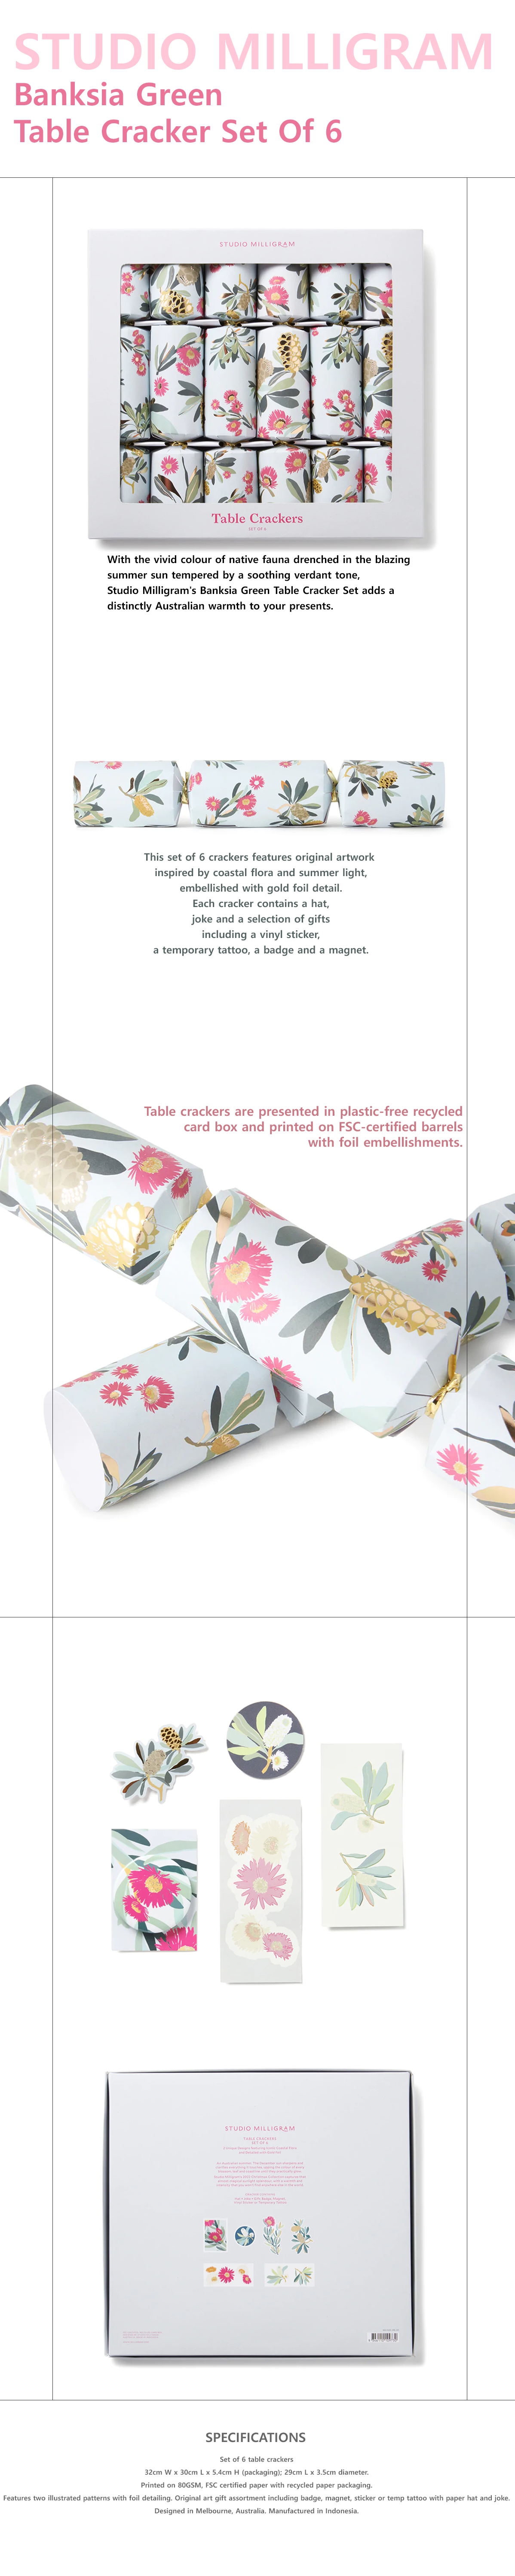 STUDIO MILLIGRAM
Banksia Green
Table Cracker Set Of 6
STUDIO MILLIGRAM
Table Crackers
SET OF 6
With the vivid colour of native fauna drenched in the blazing
summer sun tempered by a soothing verdant tone,
Studio Milligram's Banksia Green Table Cracker Set adds a
distinctly Australian warmth to your presents.
This set of 6 crackers features original artwork
inspired by coastal flora and summer light,
embellished with gold foil detail.
Each cracker contains a hat,
joke and a selection of gifts
including a vinyl sticker,
a temporary tattoo, a badge and a magnet.
Table crackers are presented in plastic-free recycled
card box and printed on FSC-certified barrels
with foil embellishments.
STUDIO MILLIGRAM
TABLE CRACKERS
SET OF 6
SPECIFICATIONS
Set of 6 table crackers
32cm W x 30cm L x 5.4cm H (packaging); 29cm L x 3.5cm diameter.
Printed on 80GSM, FSC certified paper with recycled paper packaging.
Features two illustrated patterns with foil detailing. Original art gift assortment including badge, magnet, sticker or temp tattoo with paper hat and joke.
Designed in Melbourne, Australia. Manufactured in Indonesia.